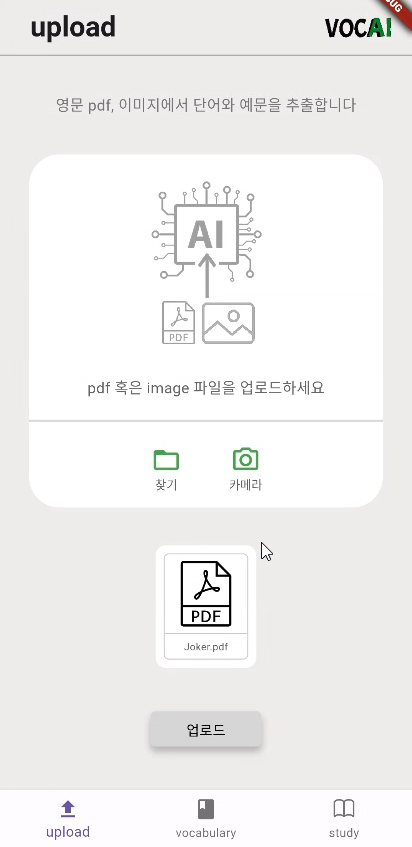 upload
VOCAI
영문 pdf, 이미지에서 단어와 예문을 추출합니다
AI
PDF
pdf 혹은 image 파일을 업로드하세요
찾기
카메라
PDF
Joker.pdf
업로드
upload
vocabulary
study